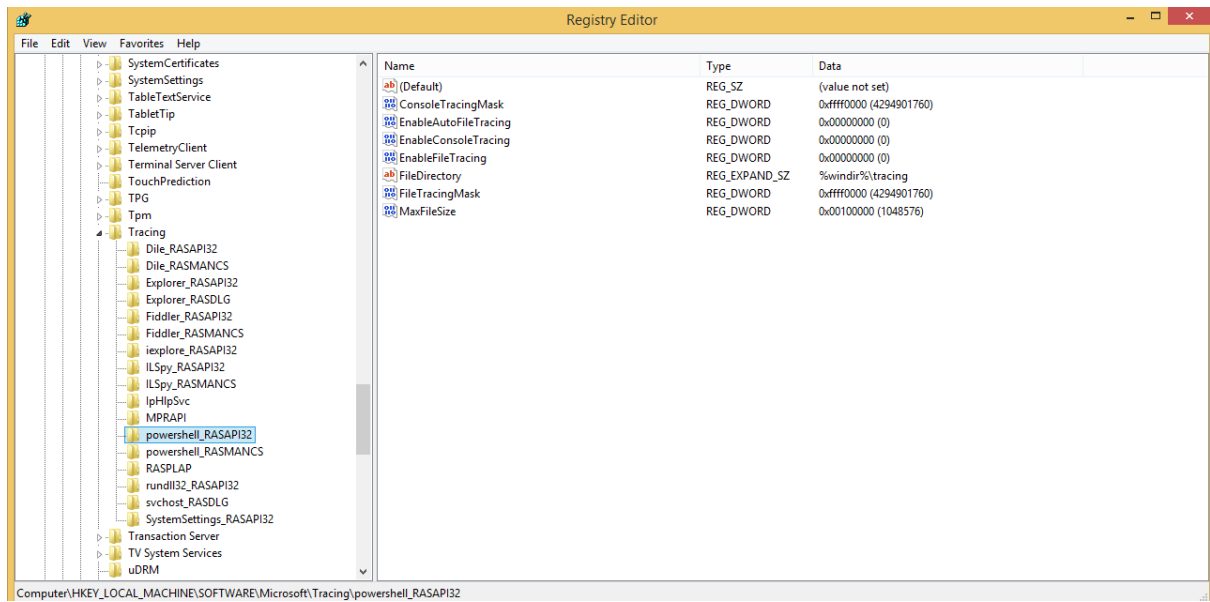 Registry Editor
File Edit View Favorites Help
SystemCertificates
SystemSettings
TableTextService
TabletTip
Tcpip
TelemetryClient
Terminal Server Client
TouchPrediction
TPG
Tpm
Tracing
Dile_RASAPI32
Dile_RASMANCS
Explorer_RASAPI32
Explorer_RASDLG
Fiddler_RASAPI32
Fiddler_RASMANCS
iexplore_RASAPI32
ILSpy_RASAPI32
ILSpy_RASMANCS
IpHlpSvc
MPRAPI
powershell_RASAPI32
powershell_RASMANCS
RASPLAP
rundll32_RASAPI32
svchost_RASDLG
SystemSettings_RASAPI32
Transaction Server
TV System Services
uDRM
Name Type Data
(Default) REG_SZ (value not set)
ConsoleTracingMask REG_DWORD 0xffff0000 (4294901760)
EnableAutoFileTracing REG_DWORD 0x00000000 (0)
EnableConsoleTracing REG_DWORD 0x00000000 (0)
EnableFileTracing REG_DWORD 0x00000000 (0)
FileDirectory REG_EXPAND_SZ %windir%\tracing
FileTracingMask REG_DWORD 0xffff0000 (4294901760)
MaxFileSize REG_DWORD 0x00100000 (1048576)
Computer\HKEY_LOCAL_MACHINE\SOFTWARE\Microsoft\Tracing\powershell_RASAPI32